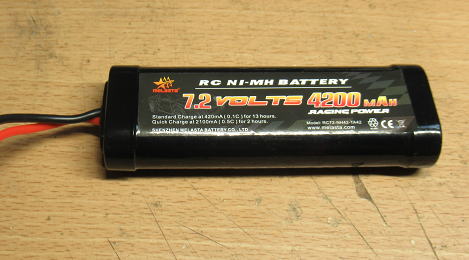 MELASTA
RC NI-MH BATTERY
7.2 VOLTS 4200 mAH
RACING POWER
Standard Charge at 420mA ( 0.1C ) for 13 hours.
Quick Charge at 2100mA ( 0.5C ) for 2 hours.
SHENZHEN MELASTA BATTERY CO., LTD
www.melasta.com
CE